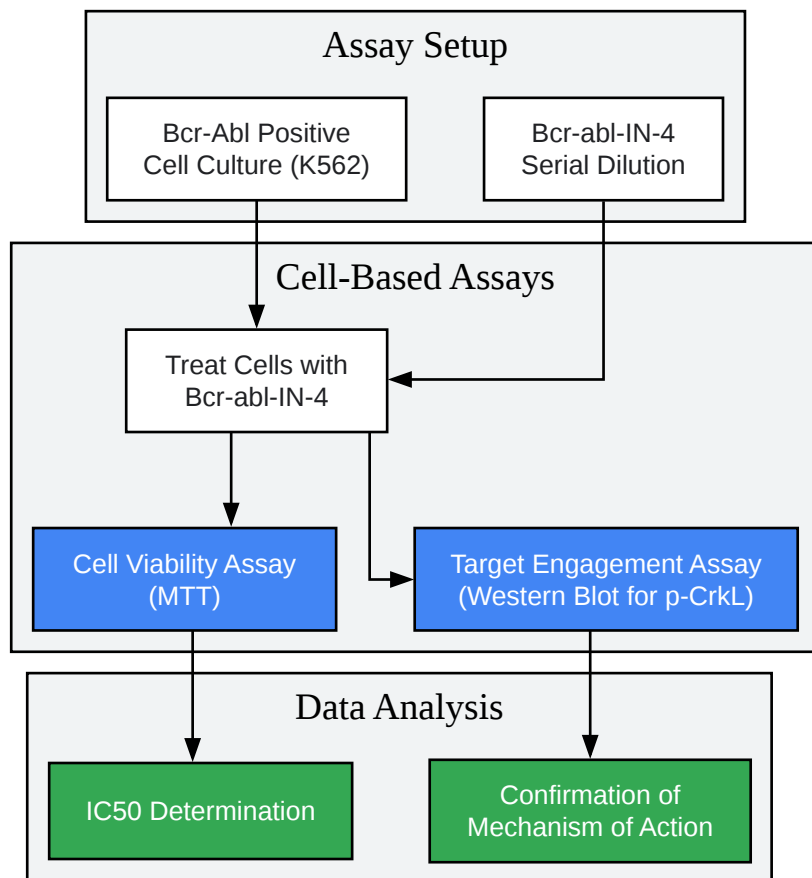 Assay Setup
Bcr-Abl Positive
Cell Culture (K562)
Bcr-abl-IN-4
Serial Dilution
Cell-Based Assays
Treat Cells with
Bcr-abl-IN-4
Cell Viability Assay
(MTT)
Target Engagement Assay
(Western Blot for p-CrkL)
Data Analysis
IC50 Determination
Confirmation of
Mechanism of Action